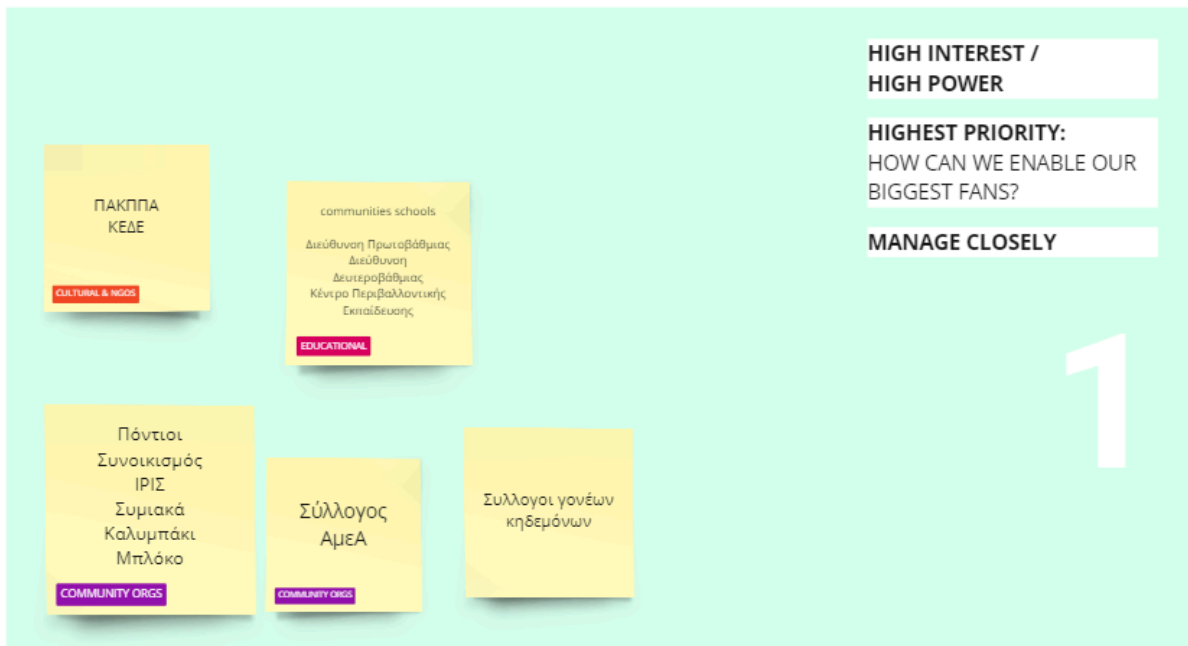 HIGH INTEREST /
HIGH POWER
HIGHEST PRIORITY:
HOW CAN WE ENABLE OUR
BIGGEST FANS?
MANAGE CLOSELY
1
ΠΑΚΠΠΑ
ΚΕΔΕ
CULTURAL & NGOS
communities schools
Διεύθυνση Πρωτοβάθμιας
Διεύθυνση
Δευτεροβάθμιας
Κέντρο Περιβαλλοντικής
Εκπαίδευσης
EDUCATIONAL
Πόντιοι
Συνοικισμός
ΙΡΙΣ
Συμιακά
Καλυμπάκι
Μπλόκο
COMMUNITY ORGS
Σύλλογος
ΑμεΑ
COMMUNITY ORGS
Συλλογοι γονέων
κηδεμόνων